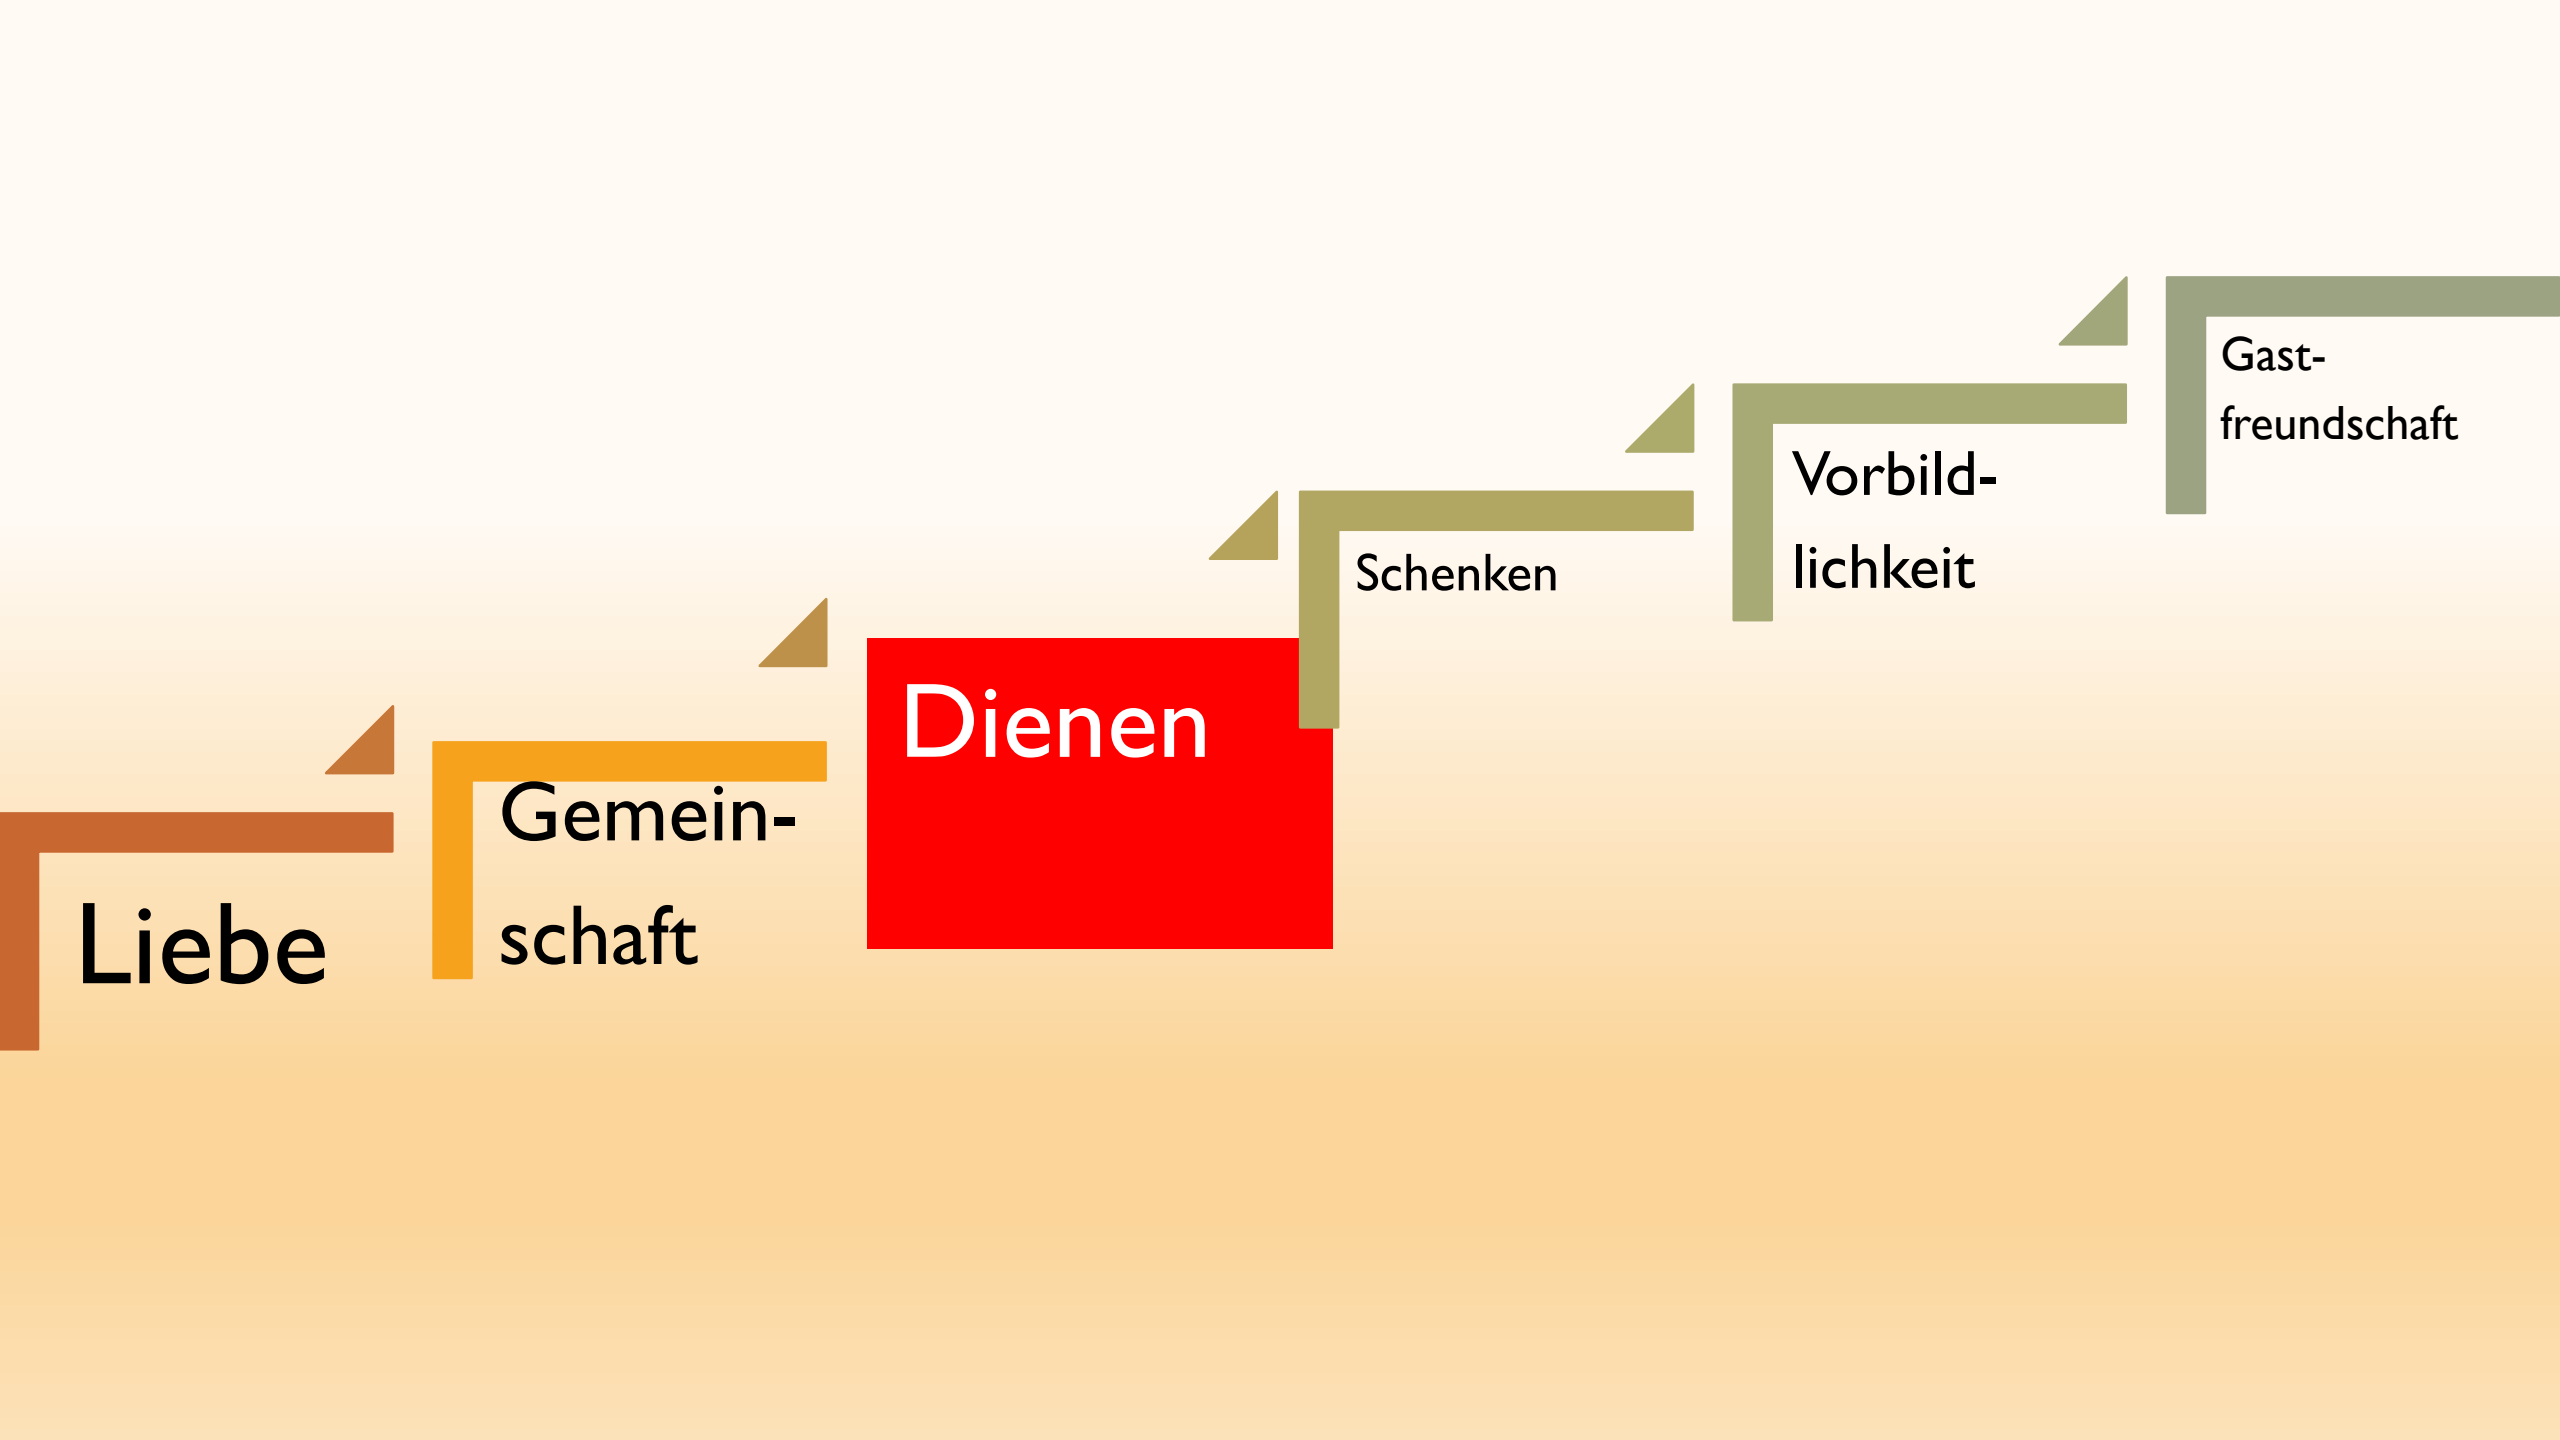 Liebe
Gemein-
schaft
Dienen
Schenken
Vorbild-
lichkeit
Gast-
freundschaft